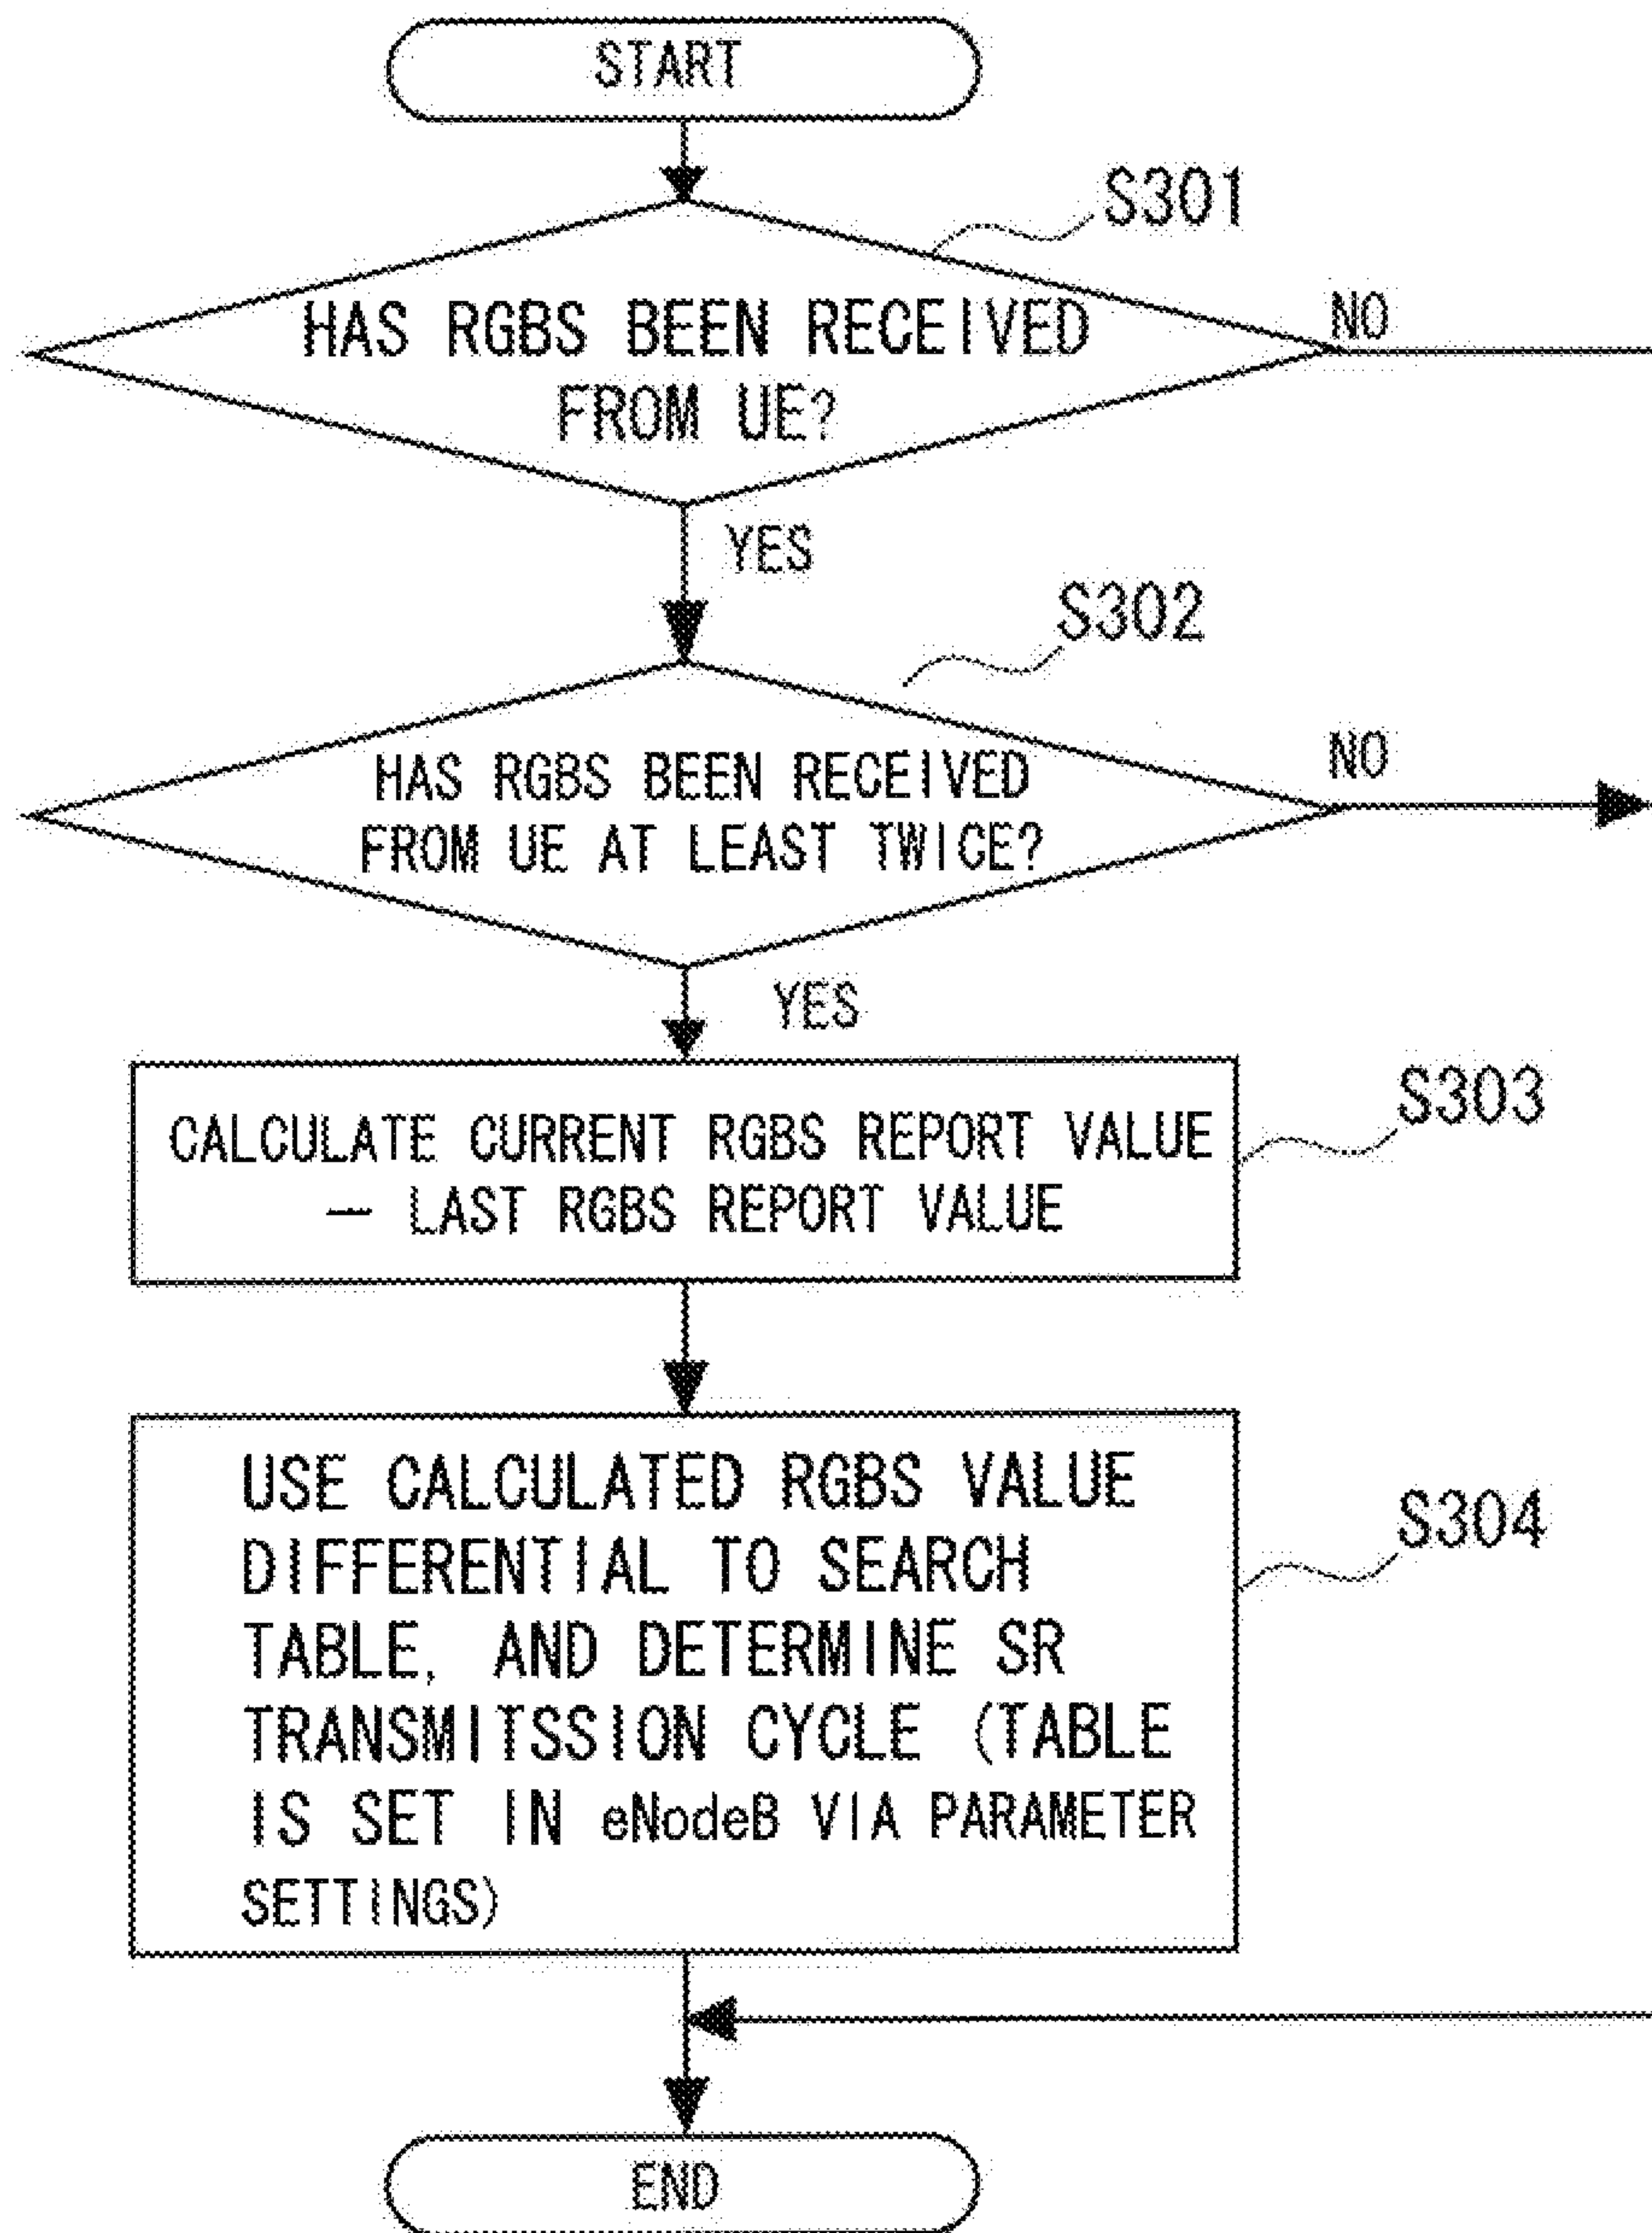 START
S301
HAS RGBS BEEN RECEIVED
FROM UE?
NO
YES
S302
HAS RGBS BEEN RECEIVED
FROM UE AT LEAST TWICE?
NO
YES
S303
CALCULATE CURRENT RGBS REPORT VALUE
— LAST RGBS REPORT VALUE
S304
USE CALCULATED RGBS VALUE
DIFFERENTIAL TO SEARCH
TABLE, AND DETERMINE SR
TRANSMITSSION CYCLE (TABLE
IS SET IN eNodeB VIA PARAMETER
SETTINGS)
END